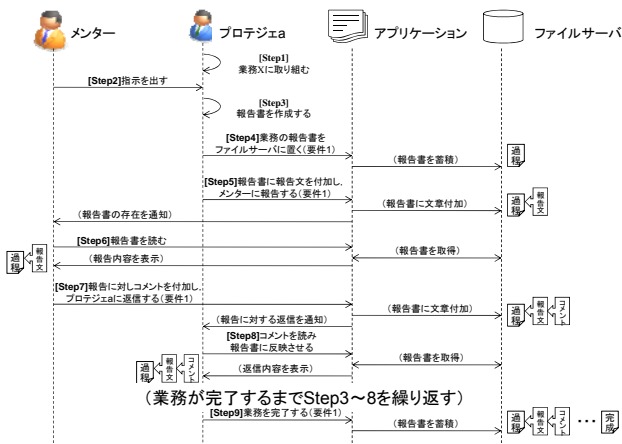 メンター
プロテジェa
アプリケーション
ファイルサーバ
[Step1]
業務Xに取り組む
[Step2]指示を出す
[Step3]
報告書を作成する
[Step4]業務の報告書を
ファイルサーバに置く(要件1)
(報告書を蓄積)
過程
[Step5]報告書に報告文を付加し,
メンターに報告する(要件1)
(報告書に文章付加)
過程
報告文
(報告書の存在を通知)
[Step6]報告書を読む
(報告書を取得)
過程
報告文
(報告内容を表示)
[Step7]報告に対しコメントを付加し,
プロテジェaに返信する(要件1)
(報告書に文章付加)
過程
報告文
コメント
(報告に対する返信を通知)
[Step8]コメントを読み
報告書に反映させる
(報告書を取得)
過程
報告文
コメント
(返信内容を表示)
(業務が完了するまでStep3~8を繰り返す)
[Step9]業務を完了する(要件1)
(報告書を蓄積)
過程
報告文
コメント
・・・
完成